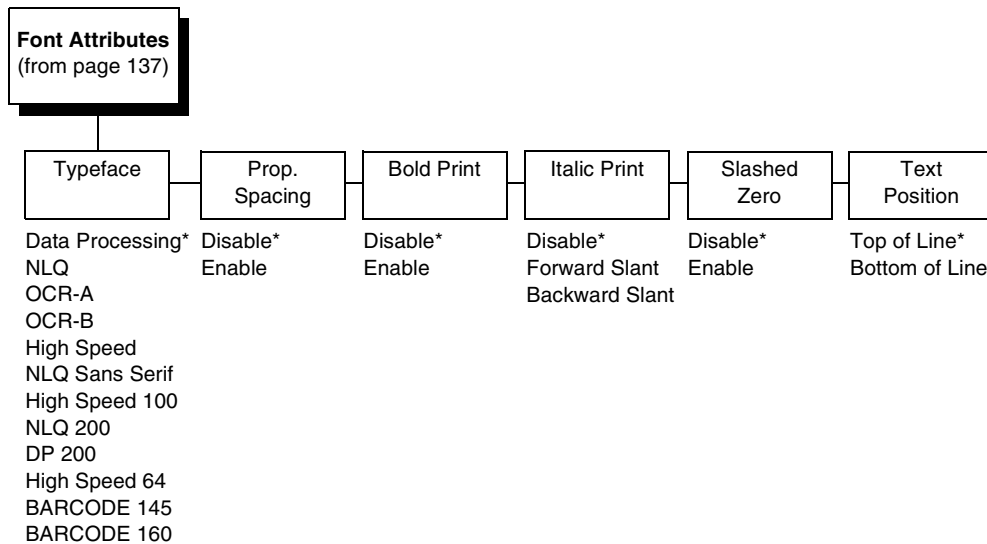 Font Attributes
(from page 137)
Typeface
Prop.
Spacing
Bold Print
Italic Print
Slashed
Zero
Text
Position
Data Processing*
NLQ
OCR-A
OCR-B
High Speed
NLQ Sans Serif
High Speed 100
NLQ 200
DP 200
High Speed 64
BARCODE 145
BARCODE 160
Disable*
Enable
Disable*
Enable
Disable*
Forward Slant
Backward Slant
Disable*
Enable
Top of Line*
Bottom of Line